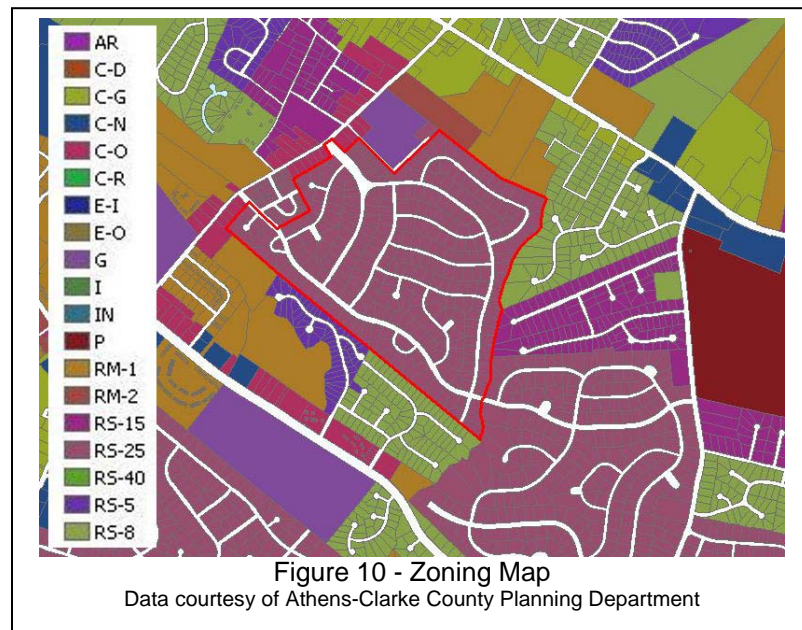 AR
C-D
C-G
C-N
C-O
C-R
E-I
E-O
G
I
IN
P
RM-1
RM-2
RS-15
RS-25
RS-40
RS-5
RS-8
Figure 10 - Zoning Map
Data courtesy of Athens-Clarke County Planning Department